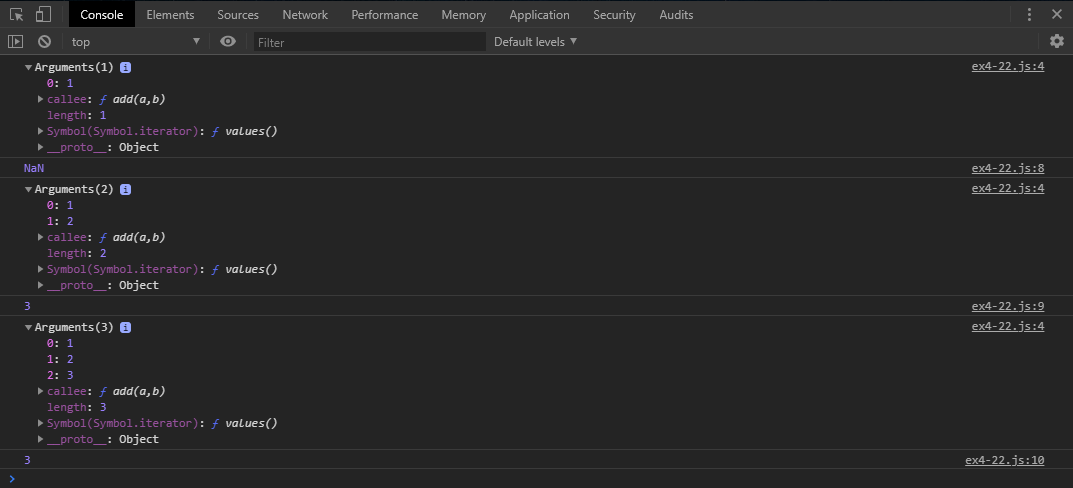 Console Elements Sources Network Performance Memory Application Security Audits
top Filter Default levels
Arguments(1) i ex4-22.js:4
0: 1
callee: ƒ add(a,b)
length: 1
Symbol(Symbol.iterator): ƒ values()
__proto__: Object
NaN ex4-22.js:8
Arguments(2) i ex4-22.js:4
0: 1
1: 2
callee: ƒ add(a,b)
length: 2
Symbol(Symbol.iterator): ƒ values()
__proto__: Object
3 ex4-22.js:9
Arguments(3) i ex4-22.js:4
0: 1
1: 2
2: 3
callee: ƒ add(a,b)
length: 3
Symbol(Symbol.iterator): ƒ values()
__proto__: Object
3 ex4-22.js:10